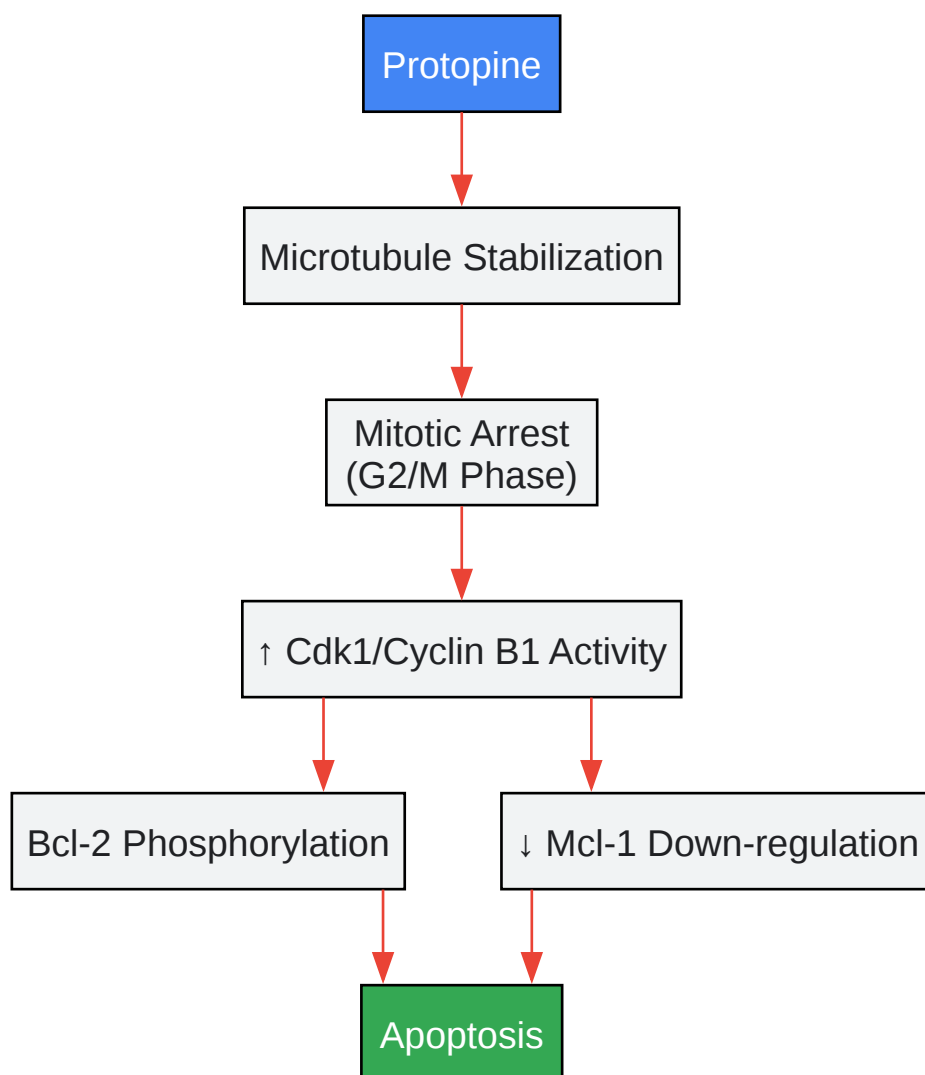 Protopine
Microtubule Stabilization
Mitotic Arrest
(G2/M Phase)
↑ Cdk1/Cyclin B1 Activity
Bcl-2 Phosphorylation
↓ Mcl-1 Down-regulation
Apoptosis